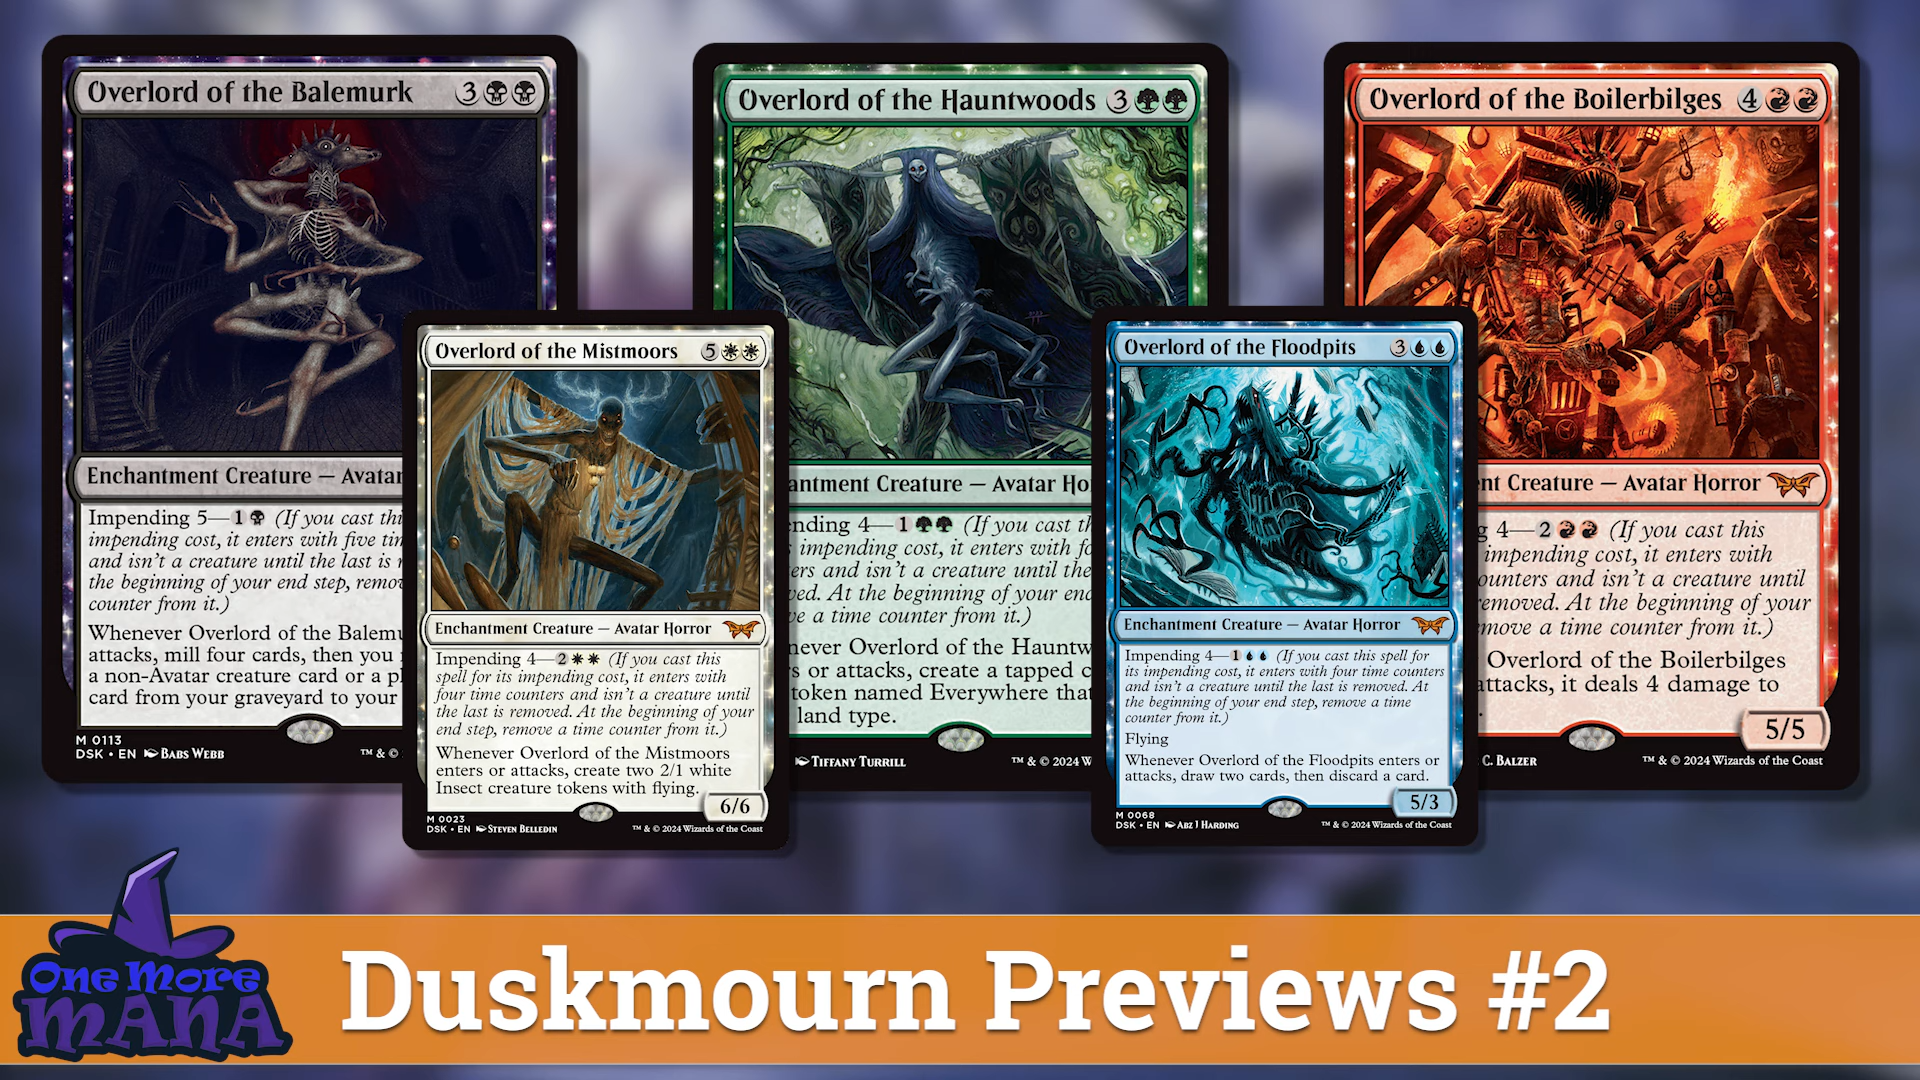 Overlord of the Balemurk 3
Enchantment Creature — Avatar
Impending 5—1 (If you cast thi
impending cost, it enters with five tim
and isn't a creature until the last is r
the beginning of your end step, remov
counter from it.)
Whenever Overlord of the Balemu
attacks, mill four cards, then you
a non-Avatar creature card or a pl
card from your graveyard to your
M 0113
DSK • EN BABS WEBB
™ & ©
Overlord of the Mistmoors 5
Enchantment Creature — Avatar Horror
Impending 4—2 (If you cast this
spell for its impending cost, it enters with
four time counters and isn't a creature until
the last is removed. At the beginning of your
end step, remove a time counter from it.)
Whenever Overlord of the Mistmoors
enters or attacks, create two 2/1 white
Insect creature tokens with flying.
6/6
M 0023
DSK • EN STEVEN BELLEDIN
™ & © 2024 Wizards of the Coast
Overlord of the Hauntwoods 3
antment Creature — Avatar Ho
nding 4—1 (If you cast th
impending cost, it enters with fo
ers and isn't a creature until the
ved. At the beginning of your end
ve a time counter from it.)
never Overlord of the Hauntw
s or attacks, create a tapped c
token named Everywhere that
land type.
TIFFANY TURRILL
™ & © 2024 W
Overlord of the Floodpits 3
Enchantment Creature — Avatar Horror
Impending 4—1 (If you cast this spell for
its impending cost, it enters with four time counters
and isn't a creature until the last is removed. At
the beginning of your end step, remove a time
counter from it.)
Flying
Whenever Overlord of the Floodpits enters or
attacks, draw two cards, then discard a card.
5/3
M 0068
DSK • EN ABZ J HARDING
™ & © 2024 Wizards of the Coast
Overlord of the Boilerbilges 4
nt Creature — Avatar Horror
g 4—2 (If you cast this
impending cost, it enters with
ounters and isn't a creature until
removed. At the beginning of your
move a time counter from it.)
Overlord of the Boilerbilges
attacks, it deals 4 damage to
5/5
C. BALZER
™ & © 2024 Wizards of the Coast
One More
MANA
Duskmourn Previews #2